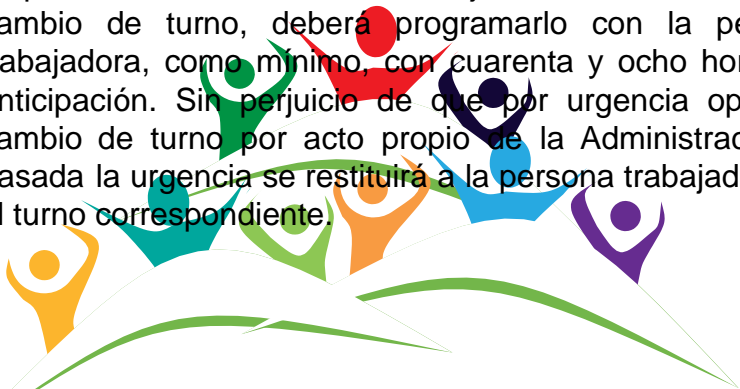 ambio de turno, deberá programarlo con la pe
abajadora, como mínimo, con cuarenta y ocho hor
nticipación. Sin perjuicio de que por urgencia op
ambio de turno por acto propio de la Administrac
asada la urgencia se restituirá a la persona trabajad
l turno correspondiente.